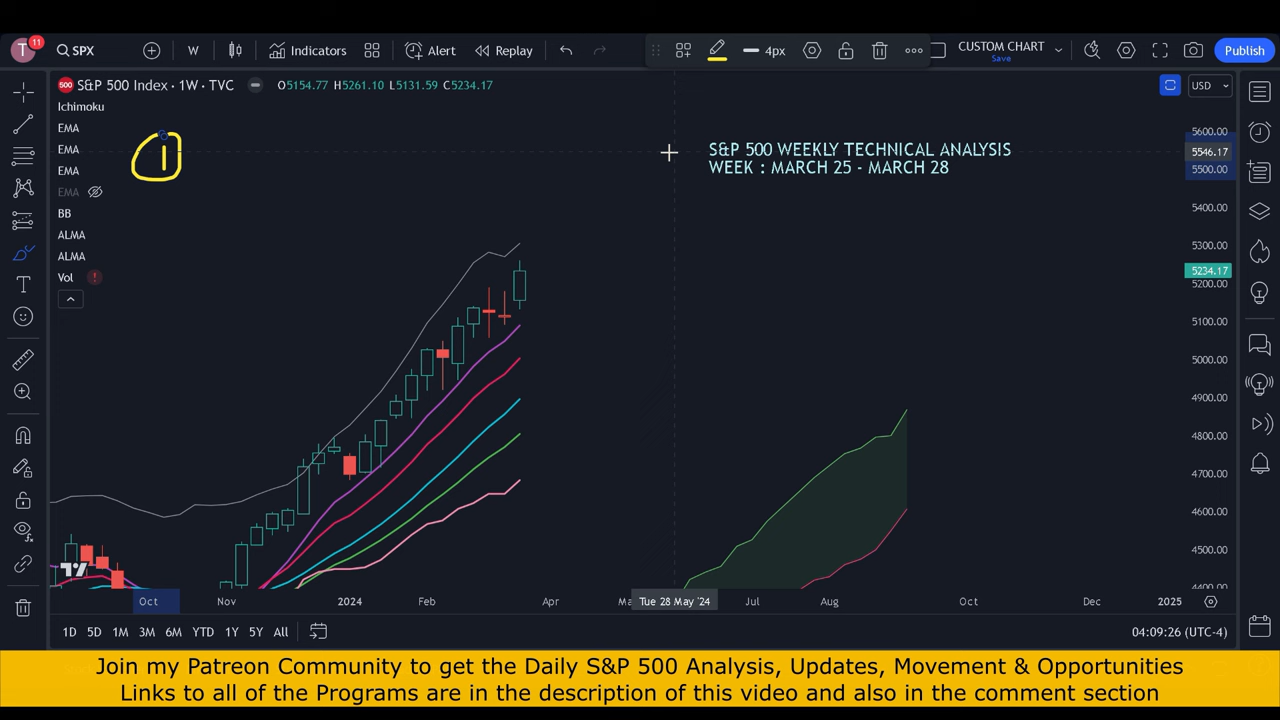 T
11
SPX
W
Indicators
Alert
Replay
4px
CUSTOM CHART
Save
Publish
500
S&P 500 Index · 1W · TVC
O5154.77 H5261.10 L5131.59 C5234.17
USD
Ichimoku
EMA
EMA
EMA
EMA
BB
ALMA
ALMA
Vol
1
S&P 500 WEEKLY TECHNICAL ANALYSIS
WEEK : MARCH 25 - MARCH 28
5600.00
5546.17
5500.00
5400.00
5300.00
5234.17
5200.00
5100.00
5000.00
4900.00
4800.00
4700.00
4600.00
4500.00
4400.00
Oct Nov 2024 Feb Apr Tue 28 May '24 Jul Aug Oct Dec 2025
1D 5D 1M 3M 6M YTD 1Y 5Y All
04:09:26 (UTC-4)
Join my Patreon Community to get the Daily S&P 500 Analysis, Updates, Movement & Opportunities
Links to all of the Programs are in the description of this video and also in the comment section